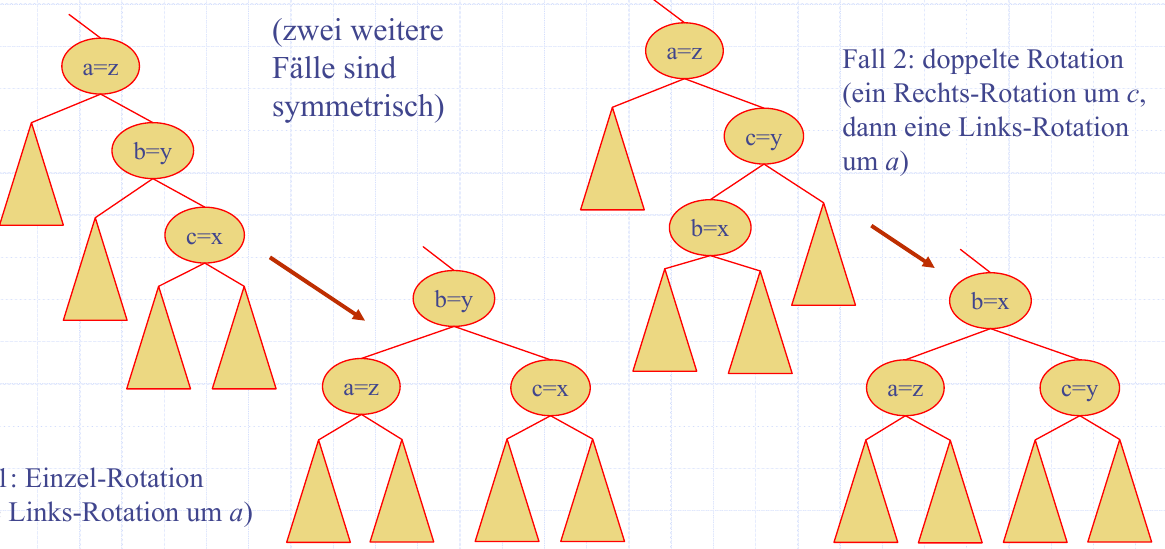 (zwei weitere
Fälle sind
symmetrisch)
Fall 2: doppelte Rotation
(ein Rechts-Rotation um c,
dann eine Links-Rotation
um a)
a=z
b=y
c=x
b=y
a=z
c=x
a=z
c=y
b=x
b=x
a=z
c=y
1: Einzel-Rotation
Links-Rotation um a)